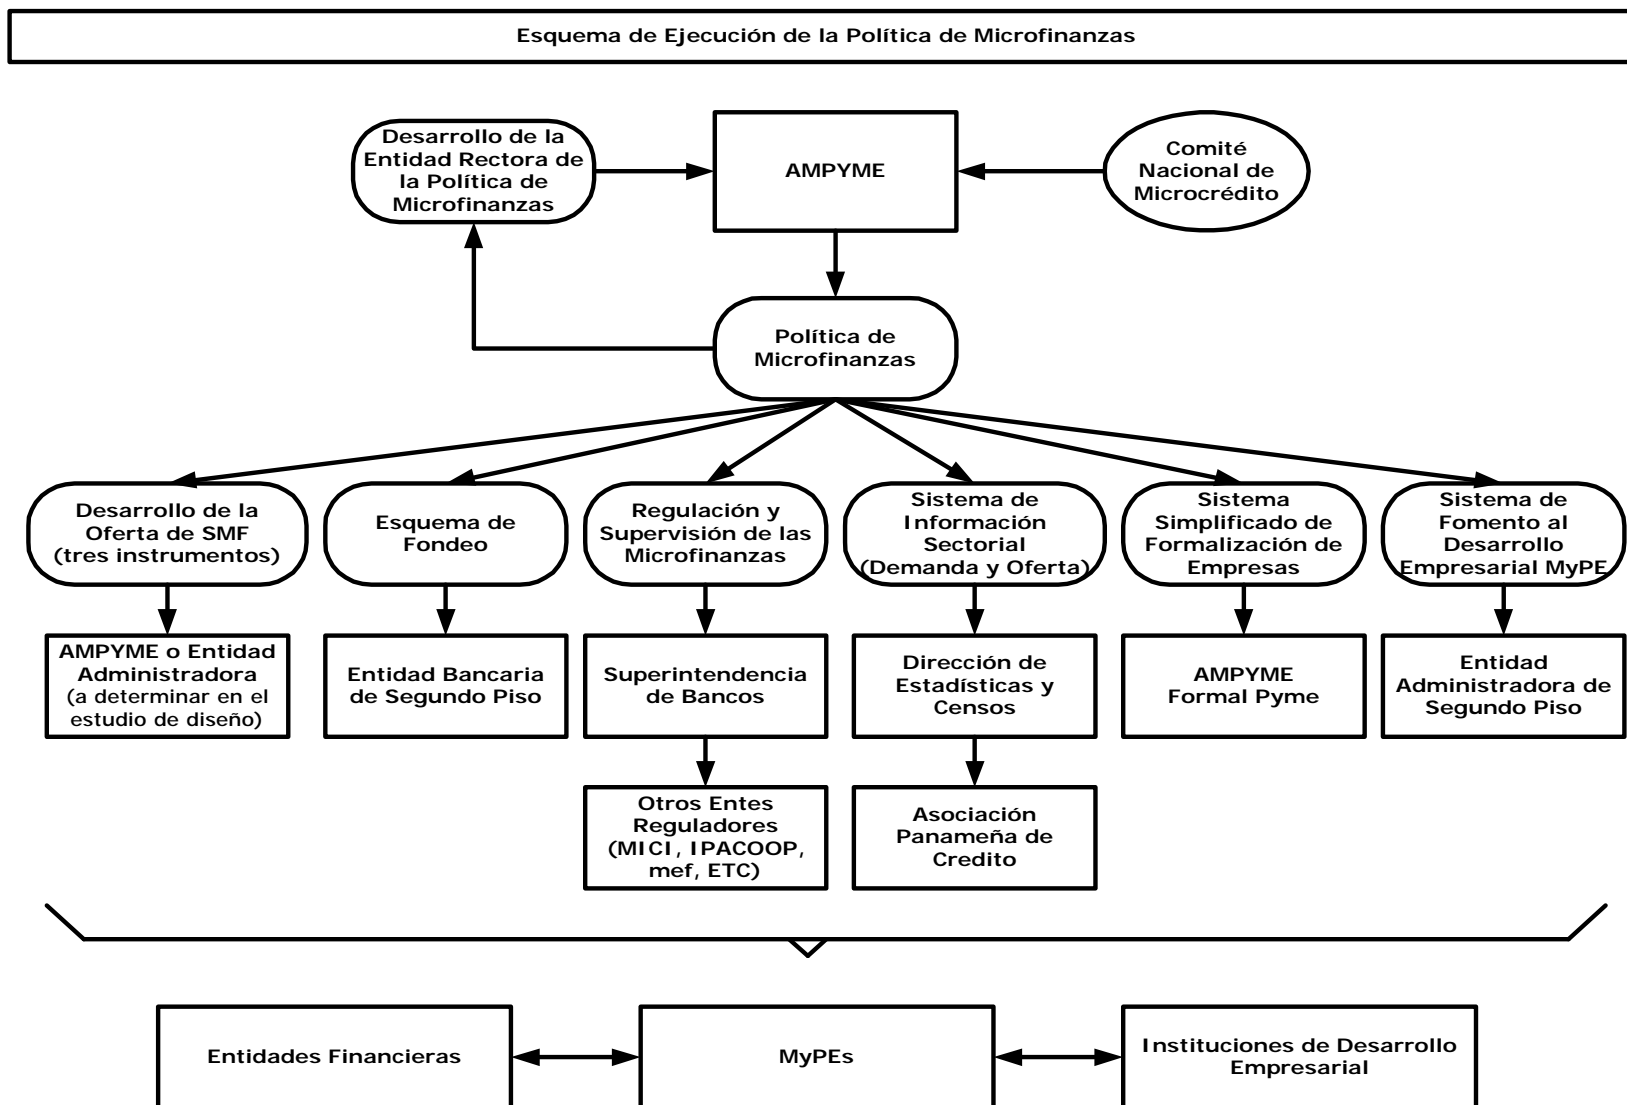 Esquema de Ejecución de la Política de Microfinanzas
Desarrollo de la
Entidad Rectora de
la Política de
Microfinanzas
AMPYME
Comité
Nacional de
Microcrédito
Política de
Microfinanzas
Desarrollo de la
Oferta de SMF
(tres instrumentos)
Esquema de
Fondeo
Regulación y
Supervisión de las
Microfinanzas
Sistema de
Información
Sectorial
(Demanda y Oferta)
Sistema
Simplificado de
Formalización de
Empresas
Sistema de
Fomento al
Desarrollo
Empresarial MyPE
AMPYME o Entidad
Administradora
(a determinar en el
estudio de diseño)
Entidad Bancaria
de Segundo Piso
Superintendencia
de Bancos
Dirección de
Estadísticas y
Censos
AMPYME
Formal Pyme
Entidad
Administradora de
Segundo Piso
Otros Entes
Reguladores
(MICI, IPACOOP,
mef, ETC)
Asociación
Panameña de
Credito
Entidades Financieras
MyPEs
Instituciones de Desarrollo
Empresarial